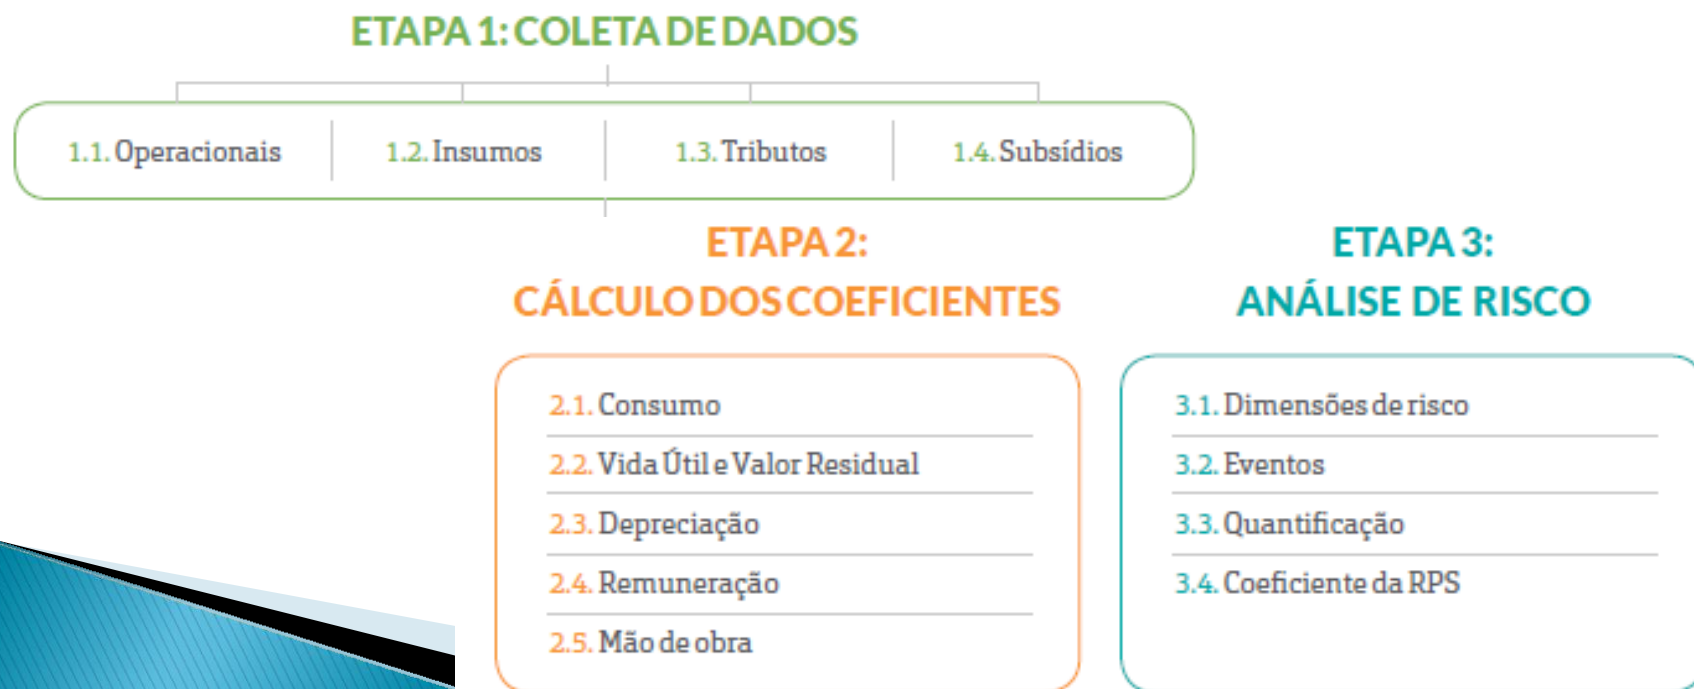 ETAPA 1: COLETA DE DADOS
1.1. Operacionais
1.2. Insumos
1.3. Tributos
1.4. Subsídios
ETAPA 2:
CÁLCULO DOS COEFICIENTES
2.1. Consumo
2.2. Vida Útil e Valor Residual
2.3. Depreciação
2.4. Remuneração
2.5. Mão de obra
ETAPA 3:
ANÁLISE DE RISCO
3.1. Dimensões de risco
3.2. Eventos
3.3. Quantificação
3.4. Coeficiente da RPS